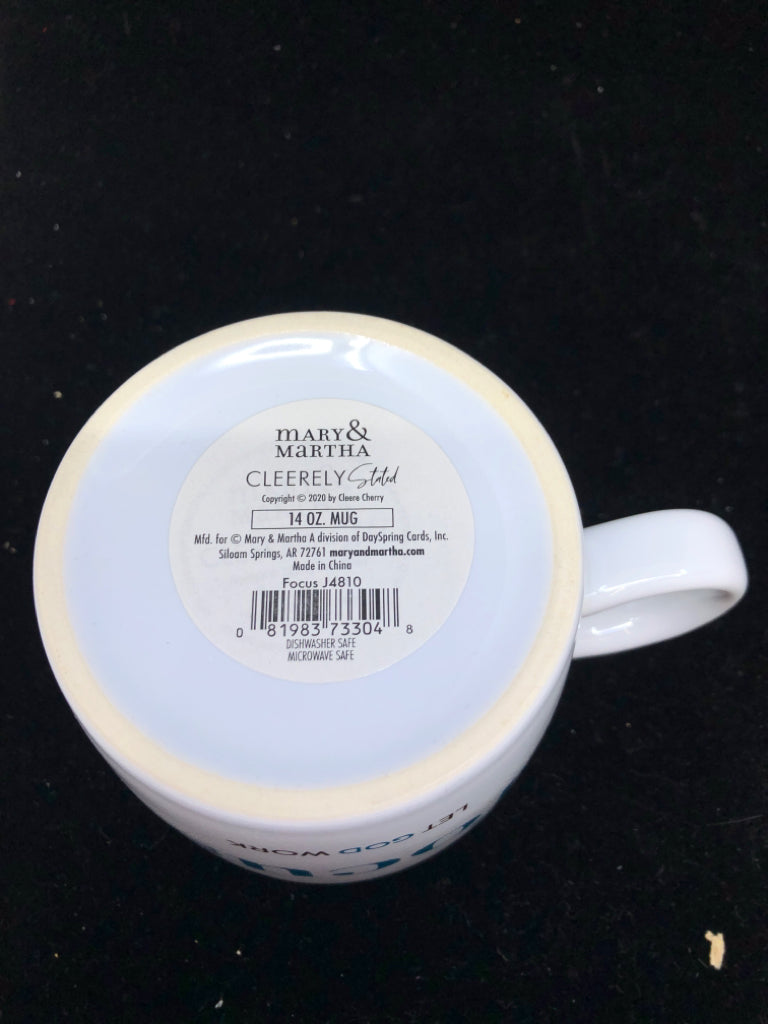 MARY &
MARTHA
CLEERELY Stated
Copyright © 2020 by Cleere Cherry
14 OZ. MUG
Mfd. for © Mary & Martha A division of DaySpring Cards, Inc.
Siloam Springs, AR 72761 maryandmartha.com
Made in China
Focus J4810
0 81983 73304 8
DISHWASHER SAFE
MICROWAVE SAFE
LET GOD WORK